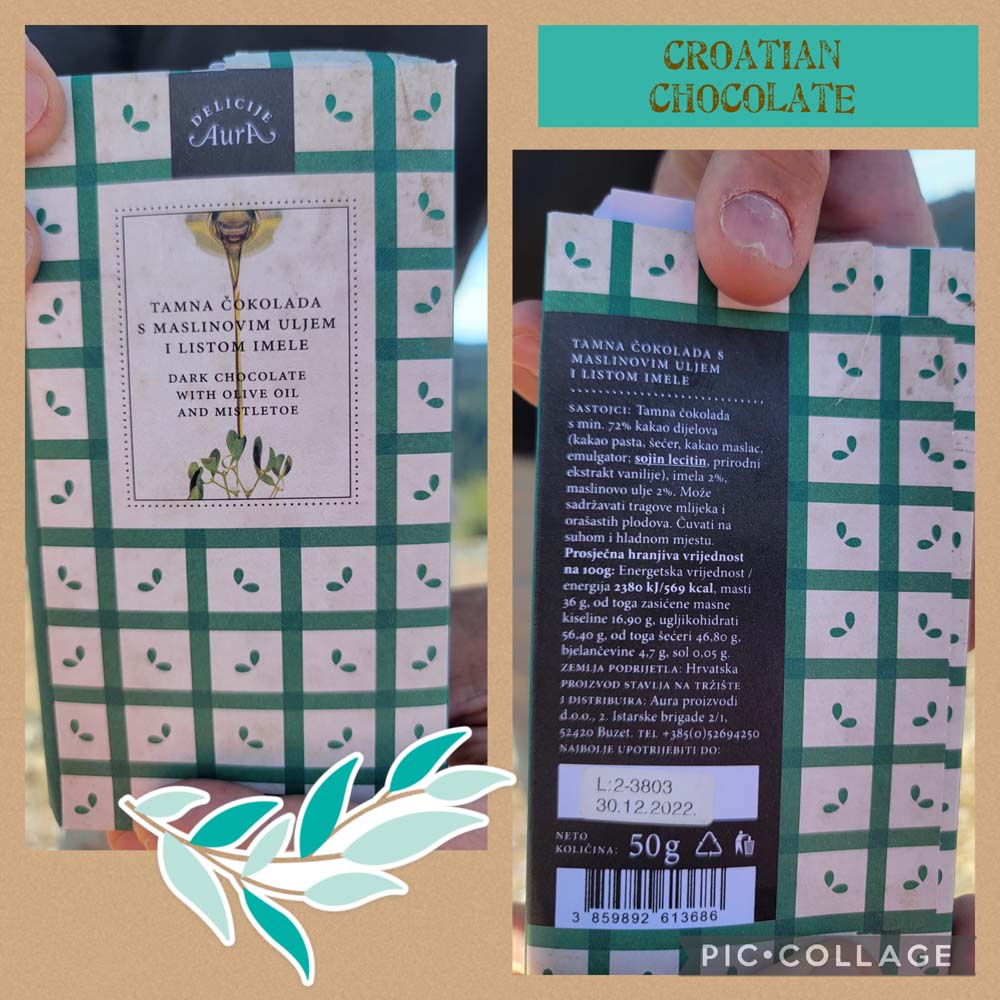 CROATIAN
CHOCOLATE
DELICIJE
AurA
TAMNA ČOKOLADA
S MASLINOVIM ULJEM
I LISTOM IMELE
DARK CHOCOLATE
WITH OLIVE OIL
AND MISTLETOE
TAMNA ČOKOLADA S
MASLINOVIM ULJEM
I LISTOM IMELE
SASTOJCI: Tamna čokolada
s min. 72% kakao dijelova
(kakao pasta, šećer, kakao maslac,
emulgator: sojin lecitin, prirodni
ekstrakt vanilije), imela 2%,
maslinovo ulje 2%. Može
sadržavati tragove mlijeka i
orašastih plodova. Čuvati na
suhom i hladnom mjestu.
Prosječna hranjiva vrijednost
na 100g: Energetska vrijednost /
energija 2380 kJ/569 kcal, masti
36 g, od toga zasićene masne
kiseline 16,90 g, ugljikohidrati
56,40 g, od toga šećeri 46,80 g,
bjelančevine 4,7 g, sol 0,05 g.
ZEMLJA PODRIJETLA: Hrvatska
PROIZVOD STAVLJA NA TRŽIŠTE
I DISTRIBUIRA: Aura proizvodi
d.o.o., 2. Istarske brigade 2/1,
52420 Buzet. TEL +385(0)52694250
NAJBOLJE UPOTRIJEBITI DO:
L:2-3803
30.12.2022.
NETO
KOLIČINA: 50g
3 859892 613686
PIC•COLLAGE